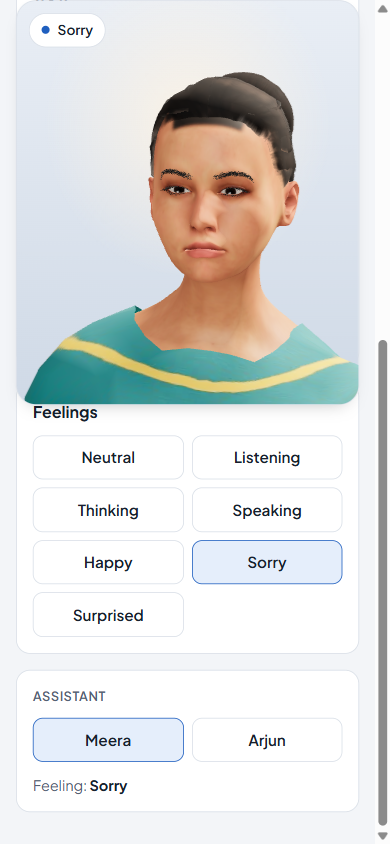 Sorry
Feelings
Neutral
Listening
Thinking
Speaking
Happy
Sorry
Surprised
ASSISTANT
Meera
Arjun
Feeling: Sorry